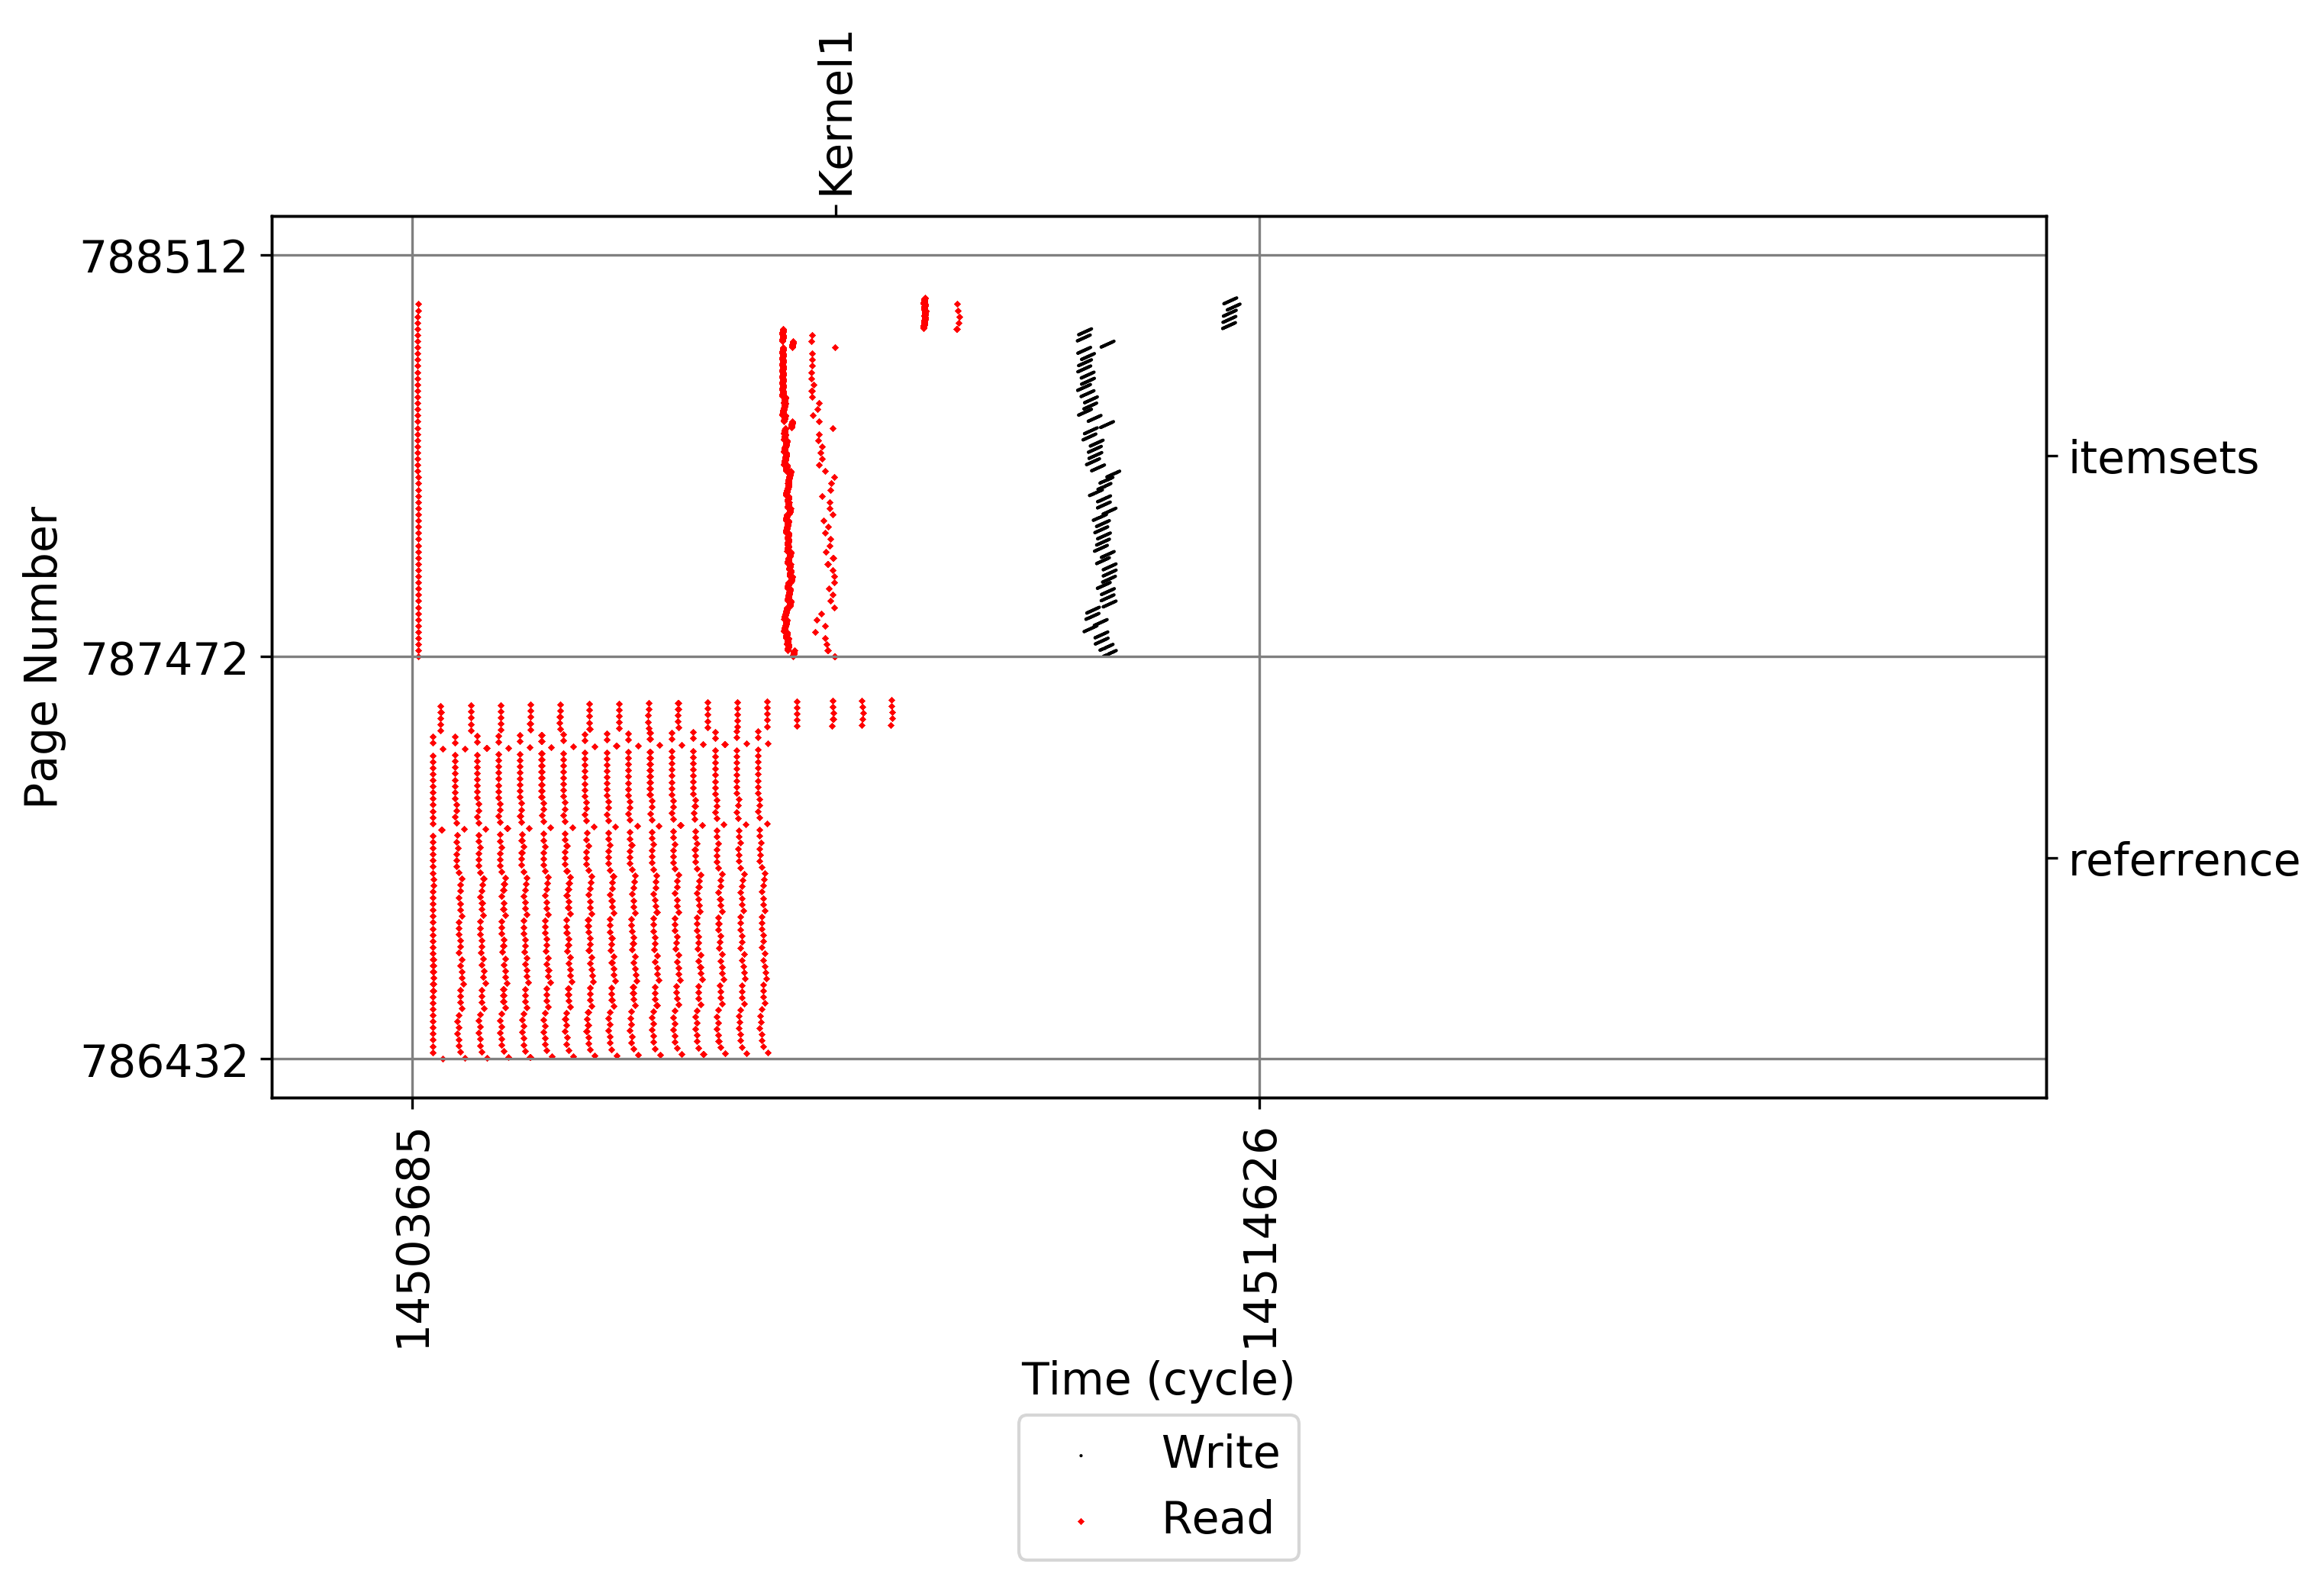 Kernel1
788512
787472
786432
Page Number
itemsets
referrence
14503685
14514626
Time (cycle)
Write
Read